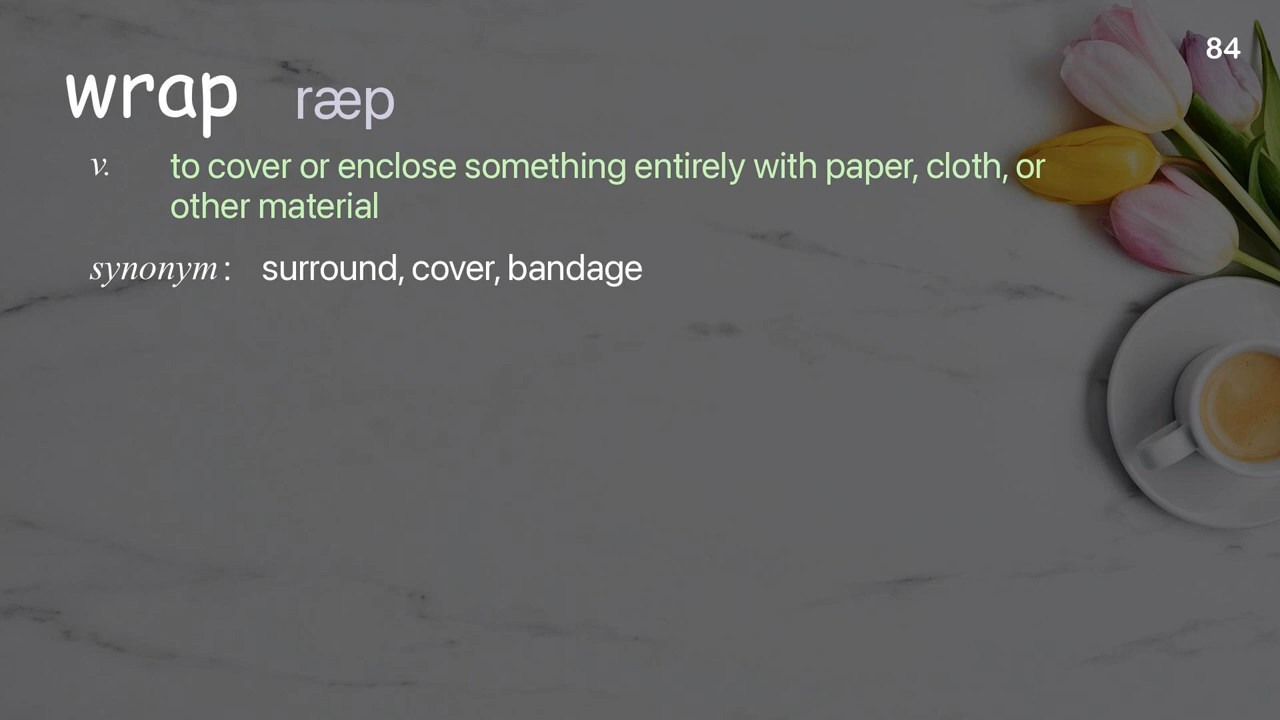 84
wrap ræp
v. to cover or enclose something entirely with paper, cloth, or
other material
synonym : surround, cover, bandage